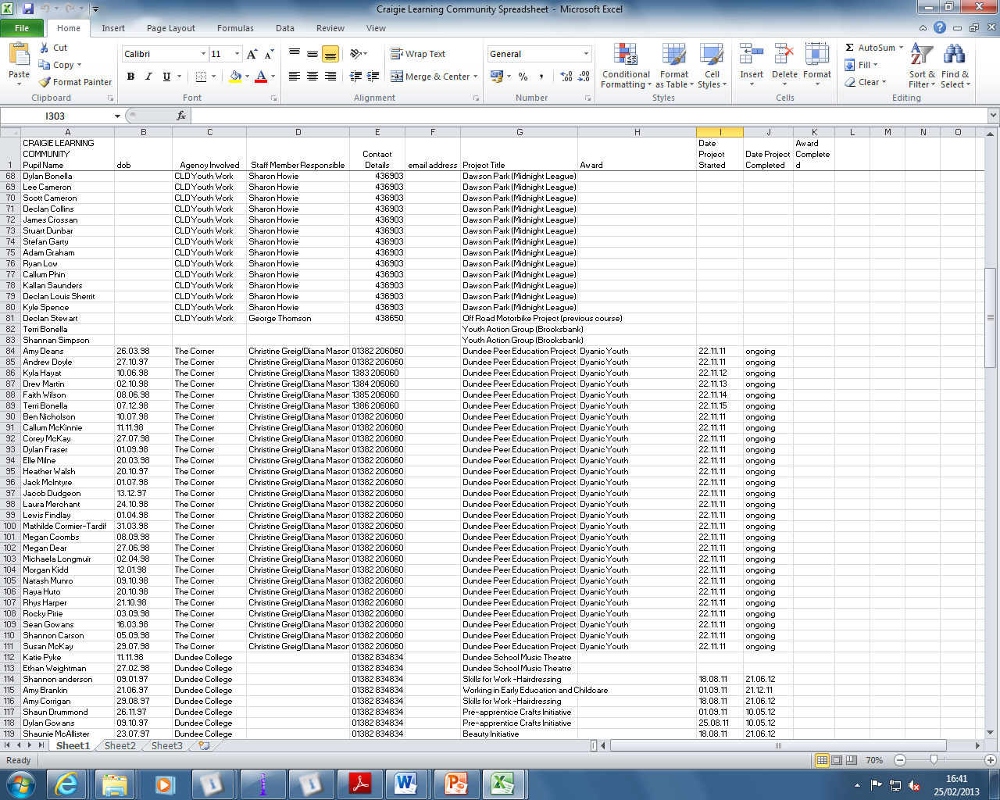 Craigie Learning Community Spreadsheet - Microsoft Excel
File Home Insert Page Layout Formulas Data Review View
Paste Cut Copy Format Painter Clipboard
Calibri 11 B I U Font
Wrap Text Merge & Center Alignment
General % , Number
Conditional Formatting Format as Table Cell Styles Styles
Insert Delete Format Cells
Σ AutoSum Fill Clear Sort & Filter Find & Select Editing
I303 fx
A B C D E F G H I J K L M N O
1 CRAIGIE LEARNING COMMUNITY Pupil Name dob Agency Involved Staff Member Responsible Contact Details email address Project Title Award Date Project Started Date Project Completed Award Completed
68 Dylan Bonella CLD Youth Work Sharon Howie 436903 Dawson Park (Midnight League)
69 Lee Cameron CLD Youth Work Sharon Howie 436903 Dawson Park (Midnight League)
70 Scott Cameron CLD Youth Work Sharon Howie 436903 Dawson Park (Midnight League)
71 Declan Collins CLD Youth Work Sharon Howie 436903 Dawson Park (Midnight League)
72 James Crossan CLD Youth Work Sharon Howie 436903 Dawson Park (Midnight League)
73 Stuart Dunbar CLD Youth Work Sharon Howie 436903 Dawson Park (Midnight League)
74 Stefan Garty CLD Youth Work Sharon Howie 436903 Dawson Park (Midnight League)
75 Adam Graham CLD Youth Work Sharon Howie 436903 Dawson Park (Midnight League)
76 Ryan Low CLD Youth Work Sharon Howie 436903 Dawson Park (Midnight League)
77 Callum Phin CLD Youth Work Sharon Howie 436903 Dawson Park (Midnight League)
78 Kallan Saunders CLD Youth Work Sharon Howie 436903 Dawson Park (Midnight League)
79 Declan Louis Sherrit CLD Youth Work Sharon Howie 436903 Dawson Park (Midnight League)
80 Kyle Spence CLD Youth Work Sharon Howie 436903 Dawson Park (Midnight League)
81 Declan Stewart CLD Youth Work George Thomson 438650 Off Road Motorbike Project (previous course)
82 Terri Bonella Youth Action Group (Brooksbank)
83 Shannan Simpson Youth Action Group (Brooksbank)
84 Amy Deans 26.03.98 The Corner Christine Greig/Diana Mason 01382 206060 Dundee Peer Education Project Dyanic Youth 22.11.11 ongoing
85 Andrew Doyle 27.10.97 The Corner Christine Greig/Diana Mason 01382 206060 Dundee Peer Education Project Dyanic Youth 22.11.11 ongoing
86 Kyla Hayat 10.06.98 The Corner Christine Greig/Diana Mason 1383 206060 Dundee Peer Education Project Dyanic Youth 22.11.12 ongoing
87 Drew Martin 02.10.98 The Corner Christine Greig/Diana Mason 1384 206060 Dundee Peer Education Project Dyanic Youth 22.11.13 ongoing
88 Faith Wilson 08.06.98 The Corner Christine Greig/Diana Mason 1385 206060 Dundee Peer Education Project Dyanic Youth 22.11.14 ongoing
89 Terri Bonella 07.12.98 The Corner Christine Greig/Diana Mason 1386 206060 Dundee Peer Education Project Dyanic Youth 22.11.15 ongoing
90 Ben Nicholson 10.07.98 The Corner Christine Greig/Diana Mason 01382 206060 Dundee Peer Education Project Dyanic Youth 22.11.11 ongoing
91 Callum McKinnie 11.11.98 The Corner Christine Greig/Diana Mason 01382 206060 Dundee Peer Education Project Dyanic Youth 22.11.11 ongoing
92 Corey McKay 27.07.98 The Corner Christine Greig/Diana Mason 01382 206060 Dundee Peer Education Project Dyanic Youth 22.11.11 ongoing
93 Dylan Fraser 01.09.98 The Corner Christine Greig/Diana Mason 01382 206060 Dundee Peer Education Project Dyanic Youth 22.11.11 ongoing
94 Elle Milne 20.03.98 The Corner Christine Greig/Diana Mason 01382 206060 Dundee Peer Education Project Dyanic Youth 22.11.11 ongoing
95 Heather Walsh 20.10.97 The Corner Christine Greig/Diana Mason 01382 206060 Dundee Peer Education Project Dyanic Youth 22.11.11 ongoing
96 Jack McIntyre 01.07.98 The Corner Christine Greig/Diana Mason 01382 206060 Dundee Peer Education Project Dyanic Youth 22.11.11 ongoing
97 Jacob Dudgeon 13.12.97 The Corner Christine Greig/Diana Mason 01382 206060 Dundee Peer Education Project Dyanic Youth 22.11.11 ongoing
98 Laura Merchant 24.10.98 The Corner Christine Greig/Diana Mason 01382 206060 Dundee Peer Education Project Dyanic Youth 22.11.11 ongoing
99 Lewis Findlay 01.04.98 The Corner Christine Greig/Diana Mason 01382 206060 Dundee Peer Education Project Dyanic Youth 22.11.11 ongoing
100 Mathilde Cormier-Tardif 31.03.98 The Corner Christine Greig/Diana Mason 01382 206060 Dundee Peer Education Project Dyanic Youth 22.11.11 ongoing
101 Megan Coombs 08.09.98 The Corner Christine Greig/Diana Mason 01382 206060 Dundee Peer Education Project Dyanic Youth 22.11.11 ongoing
102 Megan Dear 27.06.98 The Corner Christine Greig/Diana Mason 01382 206060 Dundee Peer Education Project Dyanic Youth 22.11.11 ongoing
103 Michaela Longmuir 02.04.98 The Corner Christine Greig/Diana Mason 01382 206060 Dundee Peer Education Project Dyanic Youth 22.11.11 ongoing
104 Morgan Kidd 12.01.98 The Corner Christine Greig/Diana Mason 01382 206060 Dundee Peer Education Project Dyanic Youth 22.11.11 ongoing
105 Natash Munro 09.10.98 The Corner Christine Greig/Diana Mason 01382 206060 Dundee Peer Education Project Dyanic Youth 22.11.11 ongoing
106 Raya Huto 20.10.98 The Corner Christine Greig/Diana Mason 01382 206060 Dundee Peer Education Project Dyanic Youth 22.11.11 ongoing
107 Rhys Harper 21.10.98 The Corner Christine Greig/Diana Mason 01382 206060 Dundee Peer Education Project Dyanic Youth 22.11.11 ongoing
108 Rocky Pirie 03.09.98 The Corner Christine Greig/Diana Mason 01382 206060 Dundee Peer Education Project Dyanic Youth 22.11.11 ongoing
109 Sean Gowans 16.03.98 The Corner Christine Greig/Diana Mason 01382 206060 Dundee Peer Education Project Dyanic Youth 22.11.11 ongoing
110 Shannon Carson 05.09.98 The Corner Christine Greig/Diana Mason 01382 206060 Dundee Peer Education Project Dyanic Youth 22.11.11 ongoing
111 Susan McKay 29.07.98 The Corner Christine Greig/Diana Mason 01382 206060 Dundee Peer Education Project Dyanic Youth 22.11.11 ongoing
112 Katie Pyke 11.11.98 Dundee College 01382 834834 Dundee School Music Theatre
113 Ethan Weightman 27.02.98 Dundee College 01382 834834 Dundee School Music Theatre
114 Shannon anderson 09.01.97 Dundee College 01382 834834 Skills for Work -Hairdressing 18.08.11 21.06.12
115 Amy Brankin 21.06.97 Dundee College 01382 834834 Working in Early Education and Childcare 01.09.11 21.12.11
116 Amy Corrigan 29.08.97 Dundee College 01382 834834 Skills for Work -Hairdressing 18.08.11 21.06.12
117 Shaun Drummond 26.11.97 Dundee College 01382 834834 Pre-apprentice Crafts Initiative 01.09.11 10.05.12
118 Dylan Gowans 09.10.97 Dundee College 01382 834834 Pre-apprentice Crafts Initiative 25.08.11 10.05.12
119 Shaunie McAllister 23.07.97 Dundee College 01382 834834 Beauty Initiative 18.08.11 21.06.12
Sheet1 Sheet2 Sheet3
Ready 70%
16:41
25/02/2013